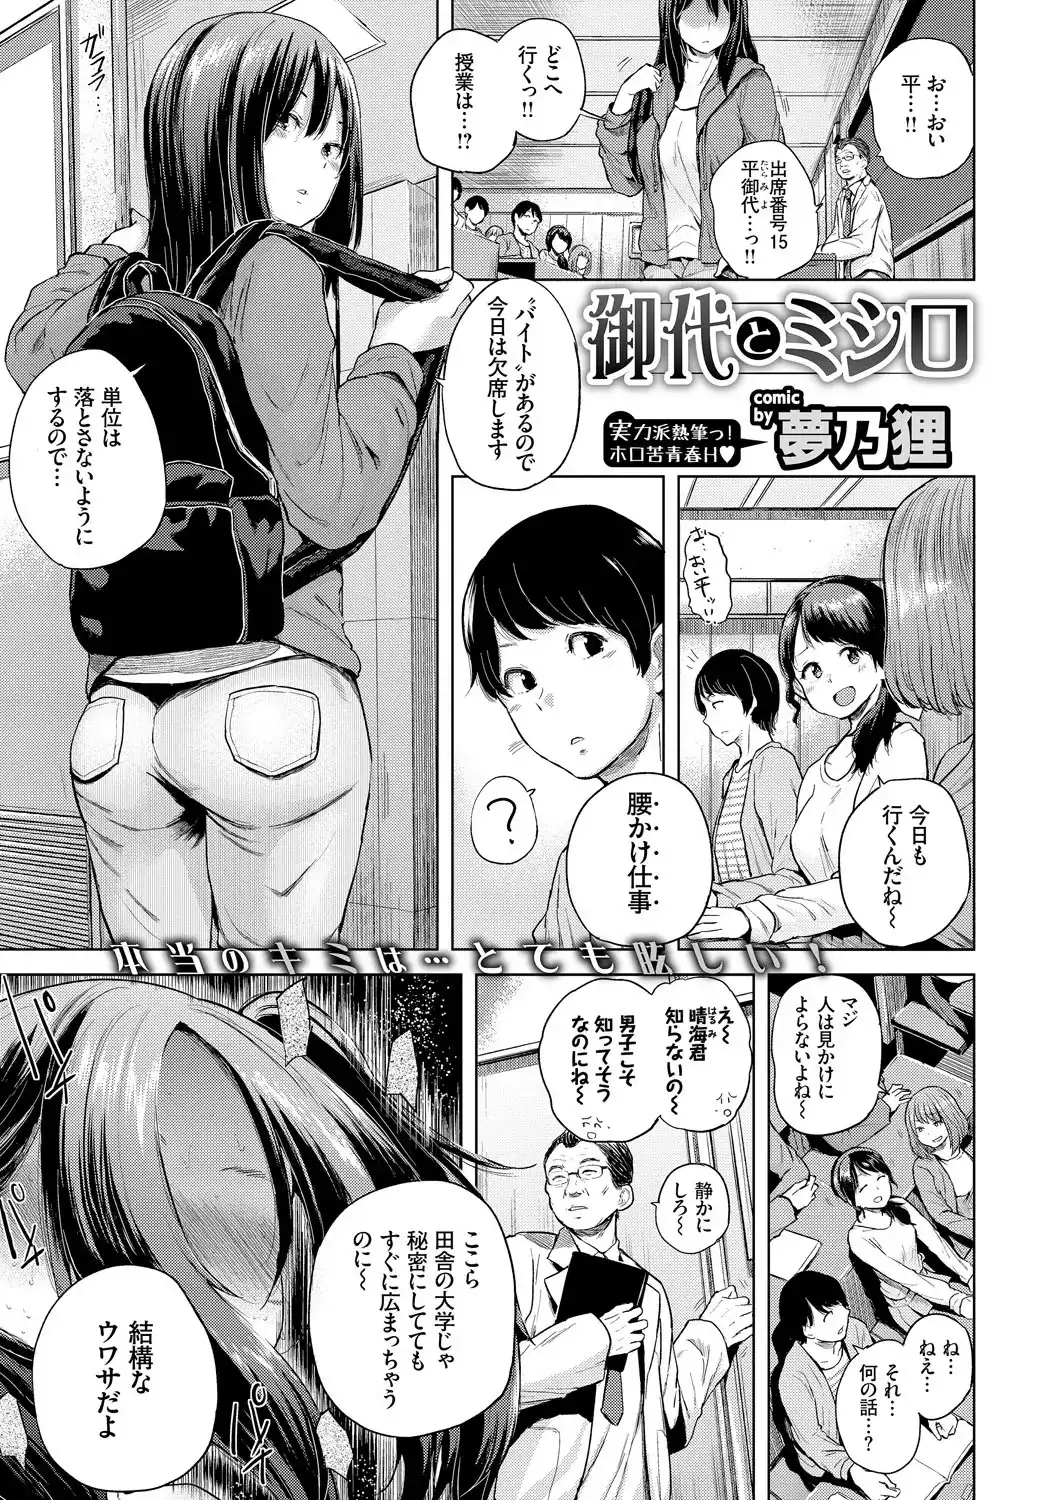 お…おい
平…!!
出席番号15
平御代…っ!!
たらみよ
どこへ
行くっ!!
授業は…!?
ガララ…
御代とミシロ
comic
by
夢乃狸
実力派熱筆っ!
ホロ苦青春H♥
〝バイト〟があるので
今日は欠席します
単位は
落とさないように
するので…
お、おい平ッ…
今日も
行くんだね〜
腰かけ仕事
?
本当のキミは…とても眩しい!
マジ
人は見かけに
よらないよね〜
ね…
ねえ…
それ…
何の話…?
え〜
晴海君
はるみ
知らないの〜
男子こそ
知ってそう
なのにね〜
静かに
しろ〜
ここら
田舎の大学じゃ
秘密にしてても
すぐに広まっちゃう
のに〜
結構な
ウワサだよ